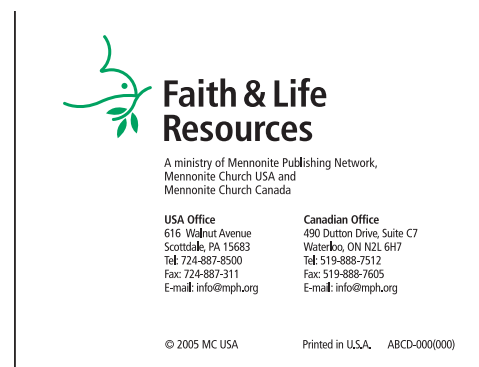 Faith & Life
Resources
A ministry of Mennonite Publishing Network,
Mennonite Church USA and
Mennonite Church Canada
USA Office
616 Walnut Avenue
Scottdale, PA 15683
Tel: 724-887-8500
Fax: 724-887-311
E-mail: info@mph.org
Canadian Office
490 Dutton Drive, Suite C7
Waterloo, ON N2L 6H7
Tel: 519-888-7512
Fax: 519-888-7605
E-mail: info@mph.org
© 2005 MC USA
Printed in U.S.A.
ABCD-000(000)